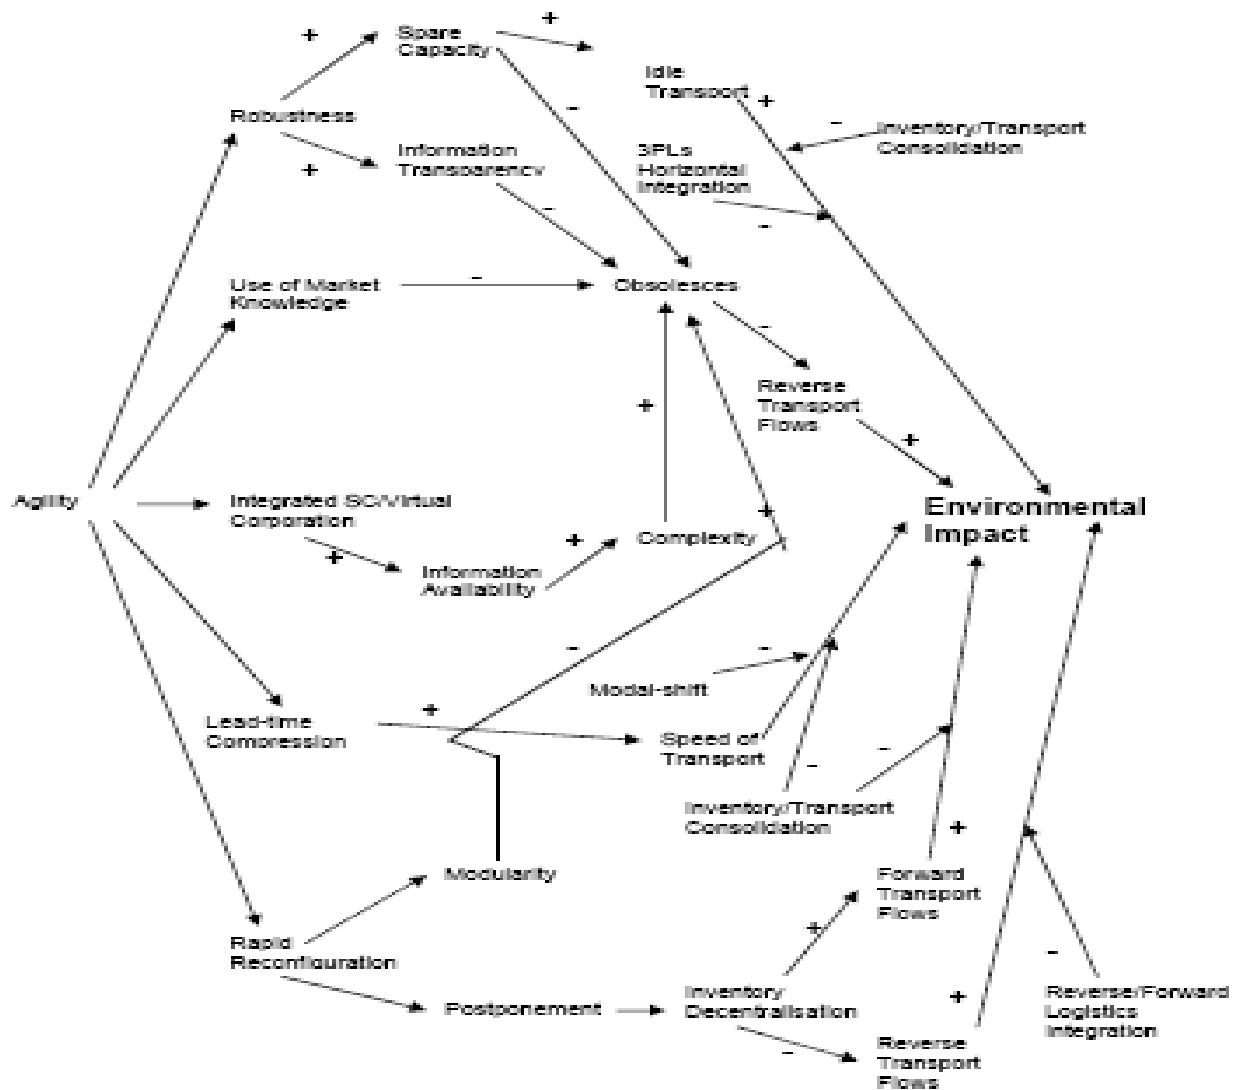 +
Spare
Capacity
+
Robustness
-
Idle
Transport
+
-
Inventory/Transport
Consolidation
+
Information
Transparency
-
3PLs
Horizontal
Integration
-
Use of Market
Knowledge
-
Obsolesces
-
+
Reverse
Transport
Flows
+
Agility
Integrated SC/Virtual
Corporation
+
Information
Availability
+
Complexity
+
Environmental
Impact
-
Modal-shift
-
Lead-time
Compression
+
Speed of
Transport
-
-
Inventory/Transport
Consolidation
+
Modularity
Forward
Transport
Flows
+
Rapid
Reconfiguration
Postponement
Inventory
Decentralisation
-
+
Reverse
Transport
Flows
-
Reverse/Forward
Logistics
Integration